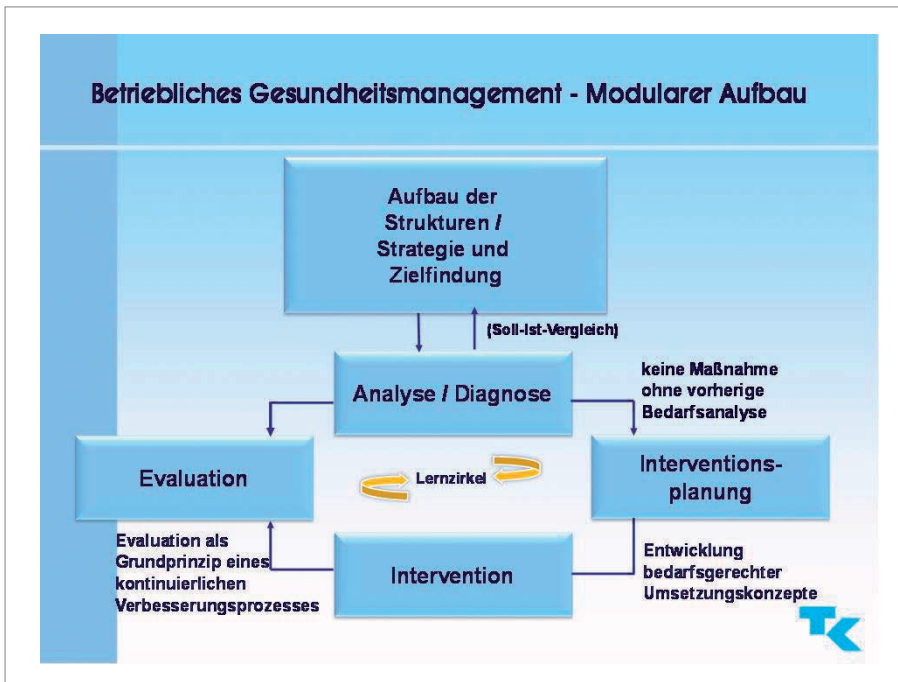 Betriebliches Gesundheitsmanagement - Modularer Aufbau
Aufbau der
Strukturen /
Strategie und
Zielfindung
(Soll-Ist-Vergleich)
Analyse / Diagnose
keine Maßnahme
ohne vorherige
Bedarfsanalyse
Evaluation
Lernzirkel
Interventions-
planung
Evaluation als
Grundprinzip eines
kontinuierlichen
Verbesserungsprozesses
Intervention
Entwicklung
bedarfsgerechter
Umsetzungskonzepte
TK